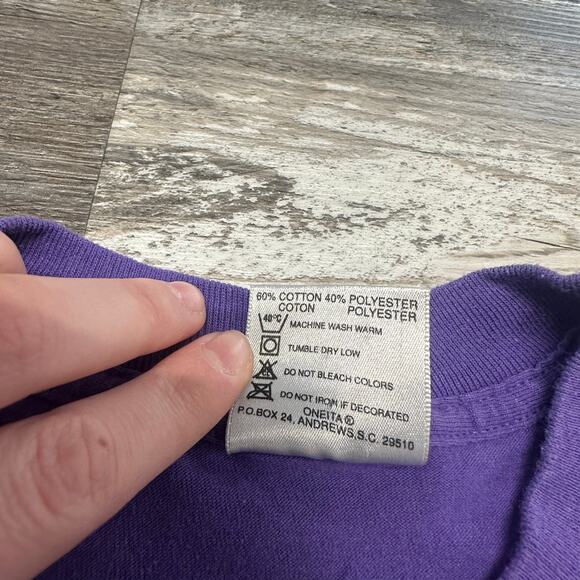 60% COTTON 40% POLYESTER
COTON POLYESTER
40°C MACHINE WASH WARM
TUMBLE DRY LOW
DO NOT BLEACH COLORS
DO NOT IRON IF DECORATED
ONEITA®
P.O.BOX 24, ANDREWS, S.C. 29510